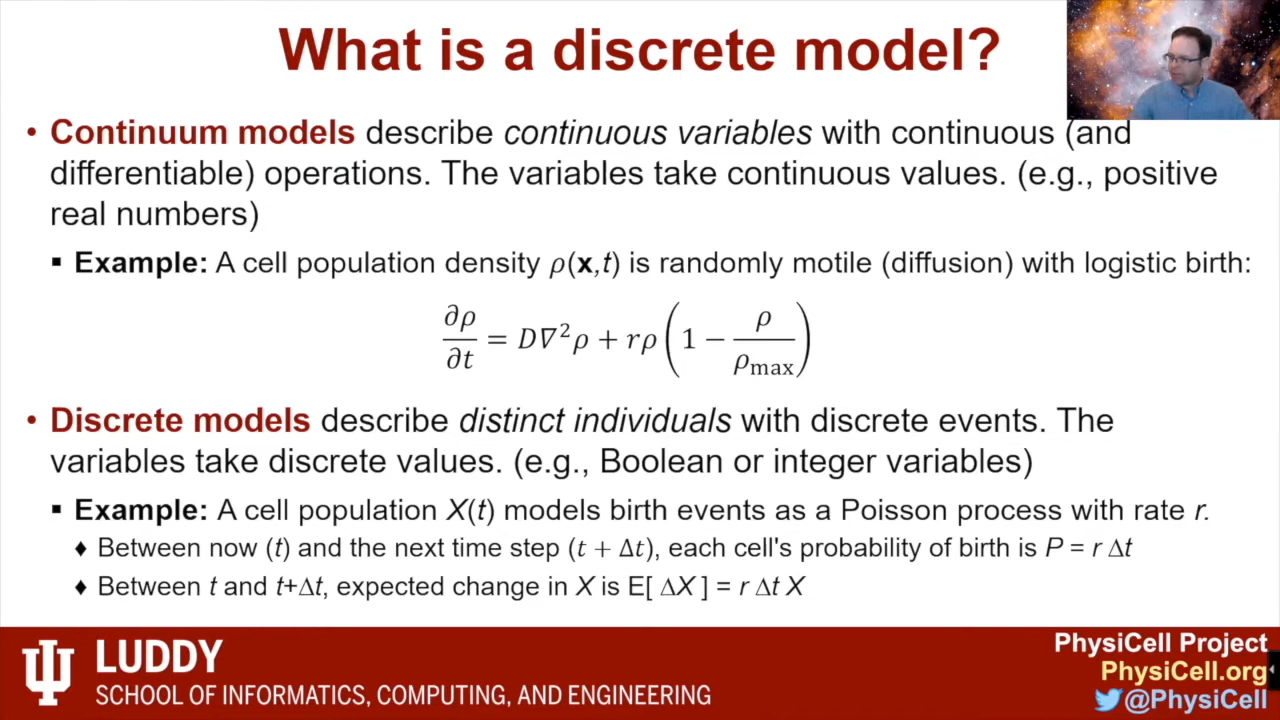 What is a discrete model?
• Continuum models describe continuous variables with continuous (and
differentiable) operations. The variables take continuous values. (e.g., positive
real numbers)
▪ Example: A cell population density ρ(x,t) is randomly motile (diffusion) with logistic birth:
∂ρ/∂t = D∇²ρ + rρ(1 − ρ/ρmax)
• Discrete models describe distinct individuals with discrete events. The
variables take discrete values. (e.g., Boolean or integer variables)
▪ Example: A cell population X(t) models birth events as a Poisson process with rate r.
♦ Between now (t) and the next time step (t + Δt), each cell's probability of birth is P = r Δt
♦ Between t and t+Δt, expected change in X is E[ ΔX ] = r Δt X
LUDDY
SCHOOL OF INFORMATICS, COMPUTING, AND ENGINEERING
PhysiCell Project
PhysiCell.org
@PhysiCell